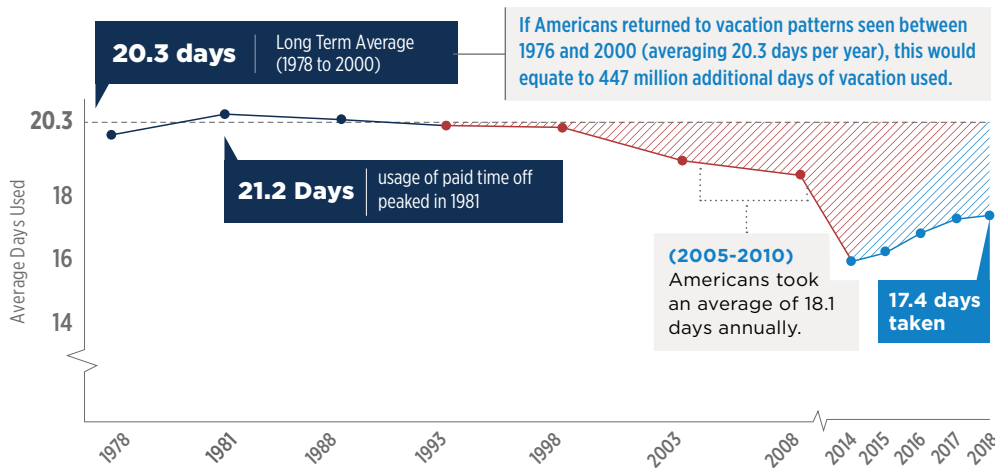 20.3 days
Long Term Average
(1978 to 2000)
If Americans returned to vacation patterns seen between
1976 and 2000 (averaging 20.3 days per year), this would
equate to 447 million additional days of vacation used.
20.3
18
16
14
Average Days Used
21.2 Days
usage of paid time off
peaked in 1981
(2005-2010)
Americans took
an average of 18.1
days annually.
17.4 days
taken
1978
1981
1988
1993
1998
2003
2008
2014
2015
2016
2017
2018